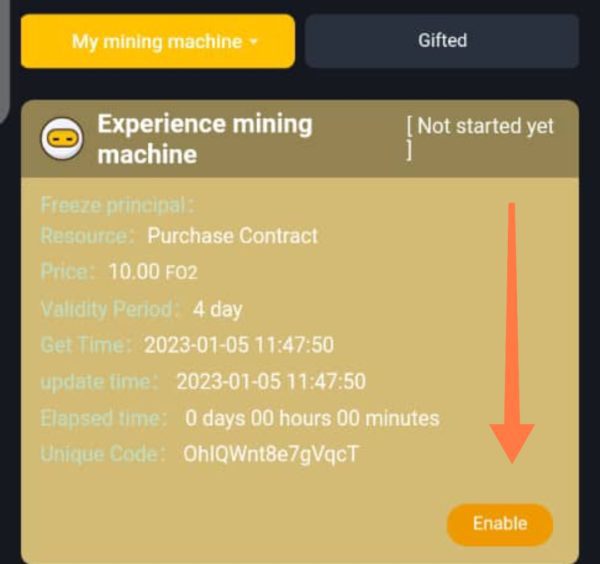 My mining machine
Gifted
Experience mining
machine
[ Not started yet
]
Freeze principal：
Resource： Purchase Contract
Price： 10.00 FO2
Validity Period： 4 day
Get Time： 2023-01-05 11:47:50
update time： 2023-01-05 11:47:50
Elapsed time： 0 days 00 hours 00 minutes
Unique Code： OhlQWnt8e7gVqcT
Enable